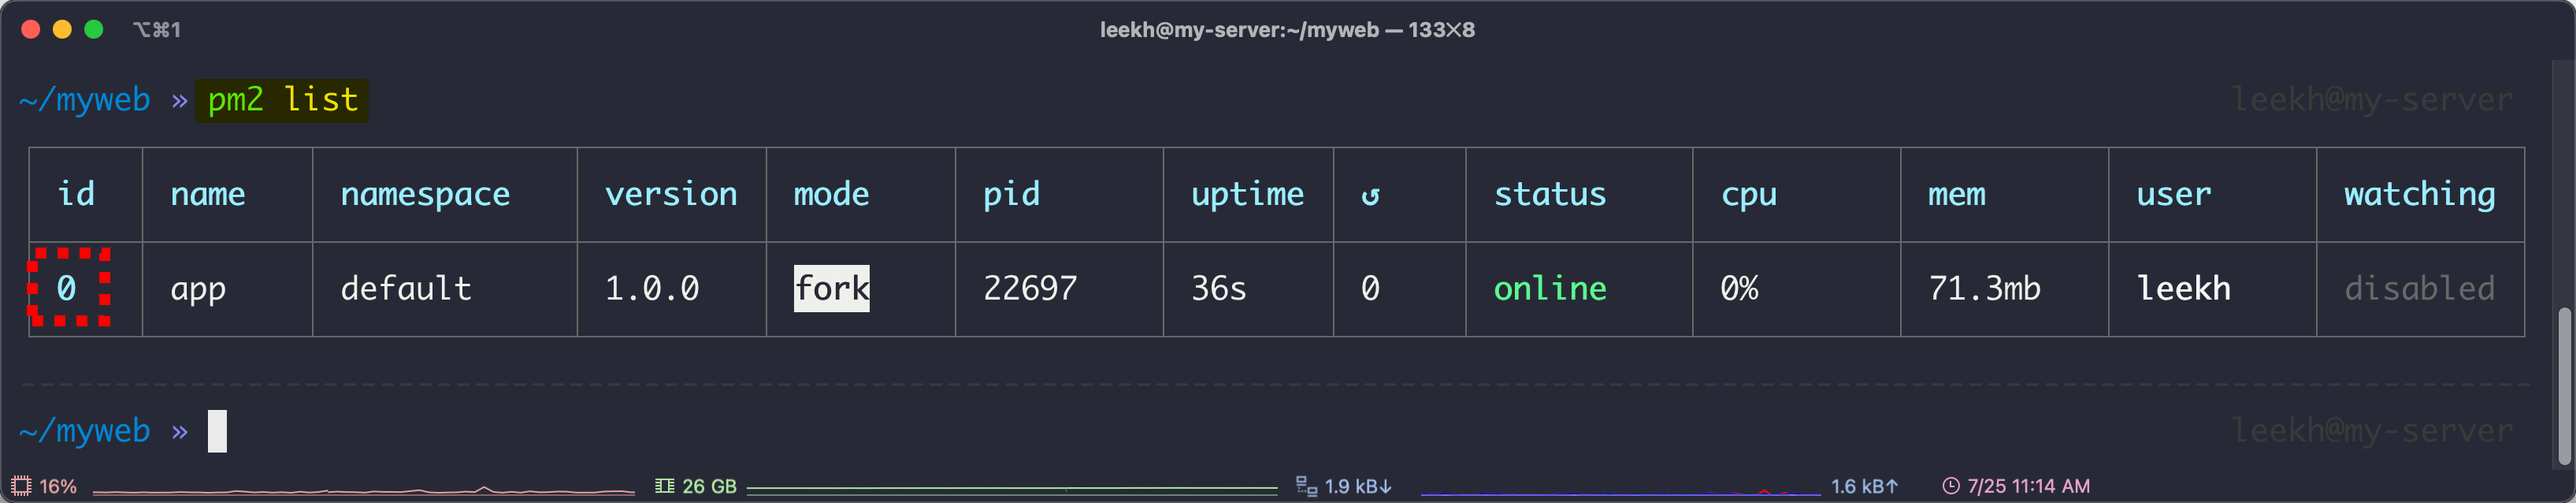 ⌥⌘1 leekh@my-server:~/myweb — 133×8
~/myweb » pm2 list leekh@my-server
id name namespace version mode pid uptime ↺ status cpu mem user watching
0 app default 1.0.0 fork 22697 36s 0 online 0% 71.3mb leekh disabled
~/myweb » leekh@my-server
16% 26 GB 1.9 kB↓ 1.6 kB↑ 7/25 11:14 AM